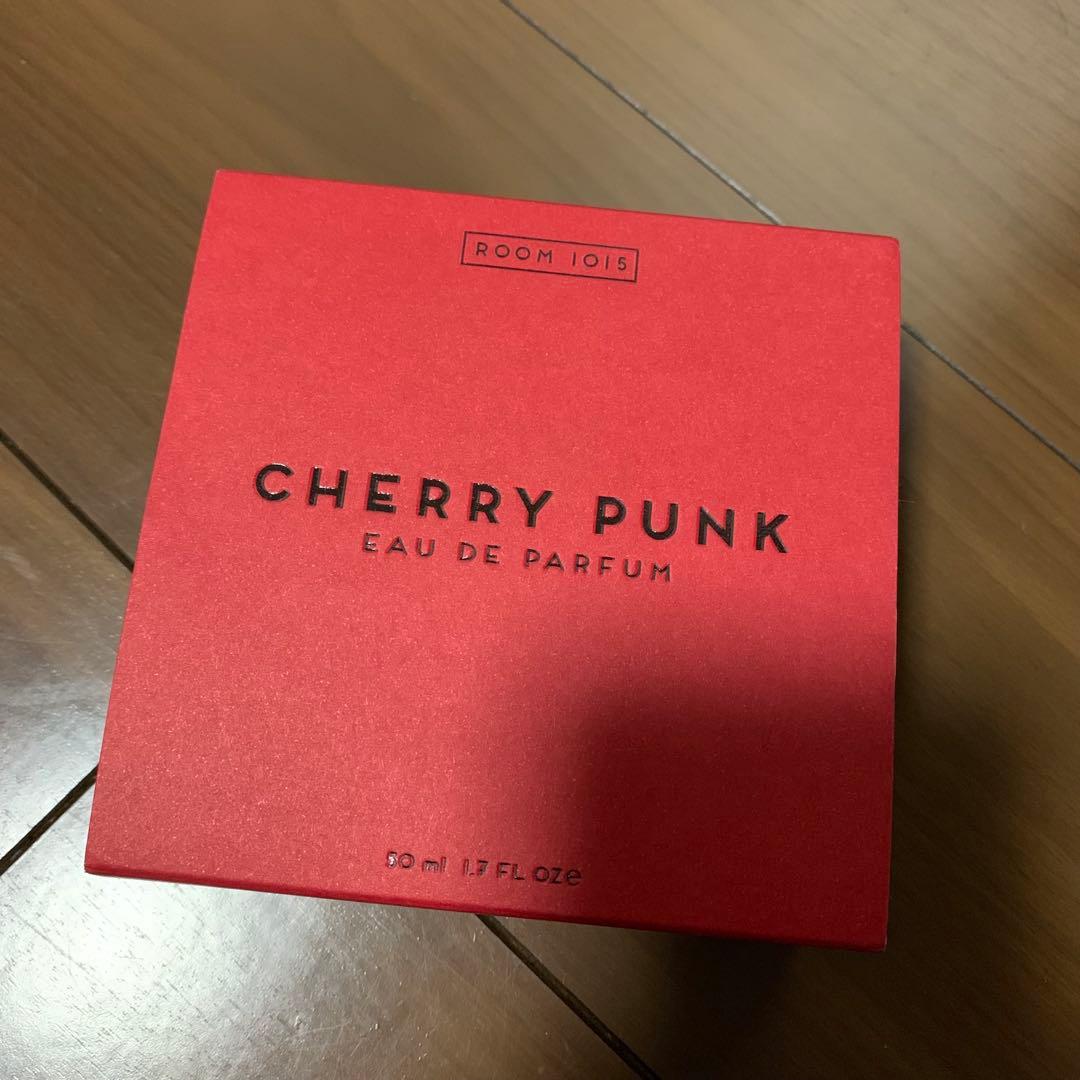 ROOM 1015
CHERRY PUNK
EAU DE PARFUM
50 ml 1.7 FL OZe